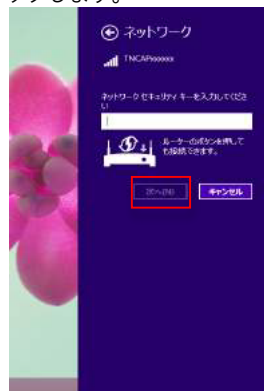 ックします。
ネットワーク
TNCAPxxxxxx
ネットワーク セキュリティ キーを入力してくださ
い
ルーターのボタンを押して
も接続できます。
次へ(N)
キャンセル